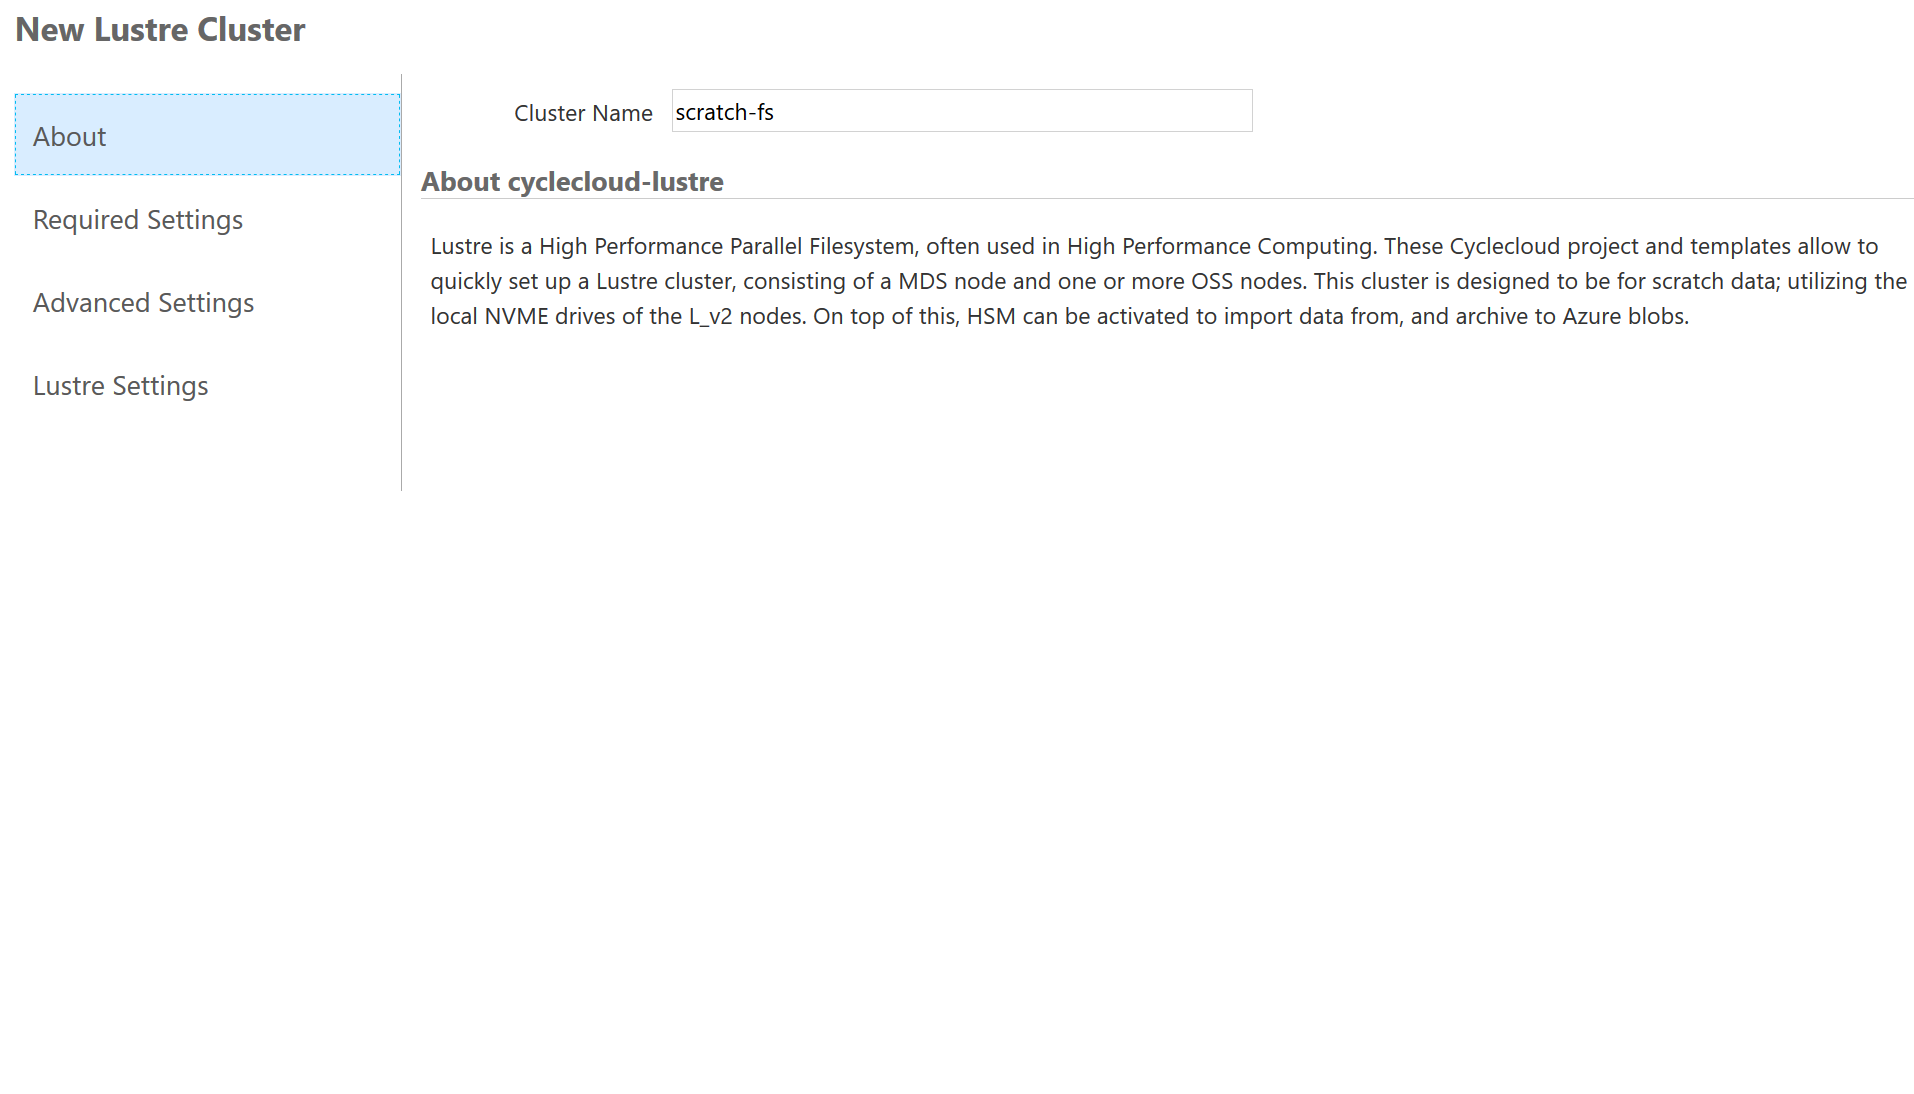 New Lustre Cluster
About
Required Settings
Advanced Settings
Lustre Settings
Cluster Name scratch-fs
About cyclecloud-lustre
Lustre is a High Performance Parallel Filesystem, often used in High Performance Computing. These Cyclecloud project and templates allow to
quickly set up a Lustre cluster, consisting of a MDS node and one or more OSS nodes. This cluster is designed to be for scratch data; utilizing the
local NVME drives of the L_v2 nodes. On top of this, HSM can be activated to import data from, and archive to Azure blobs.